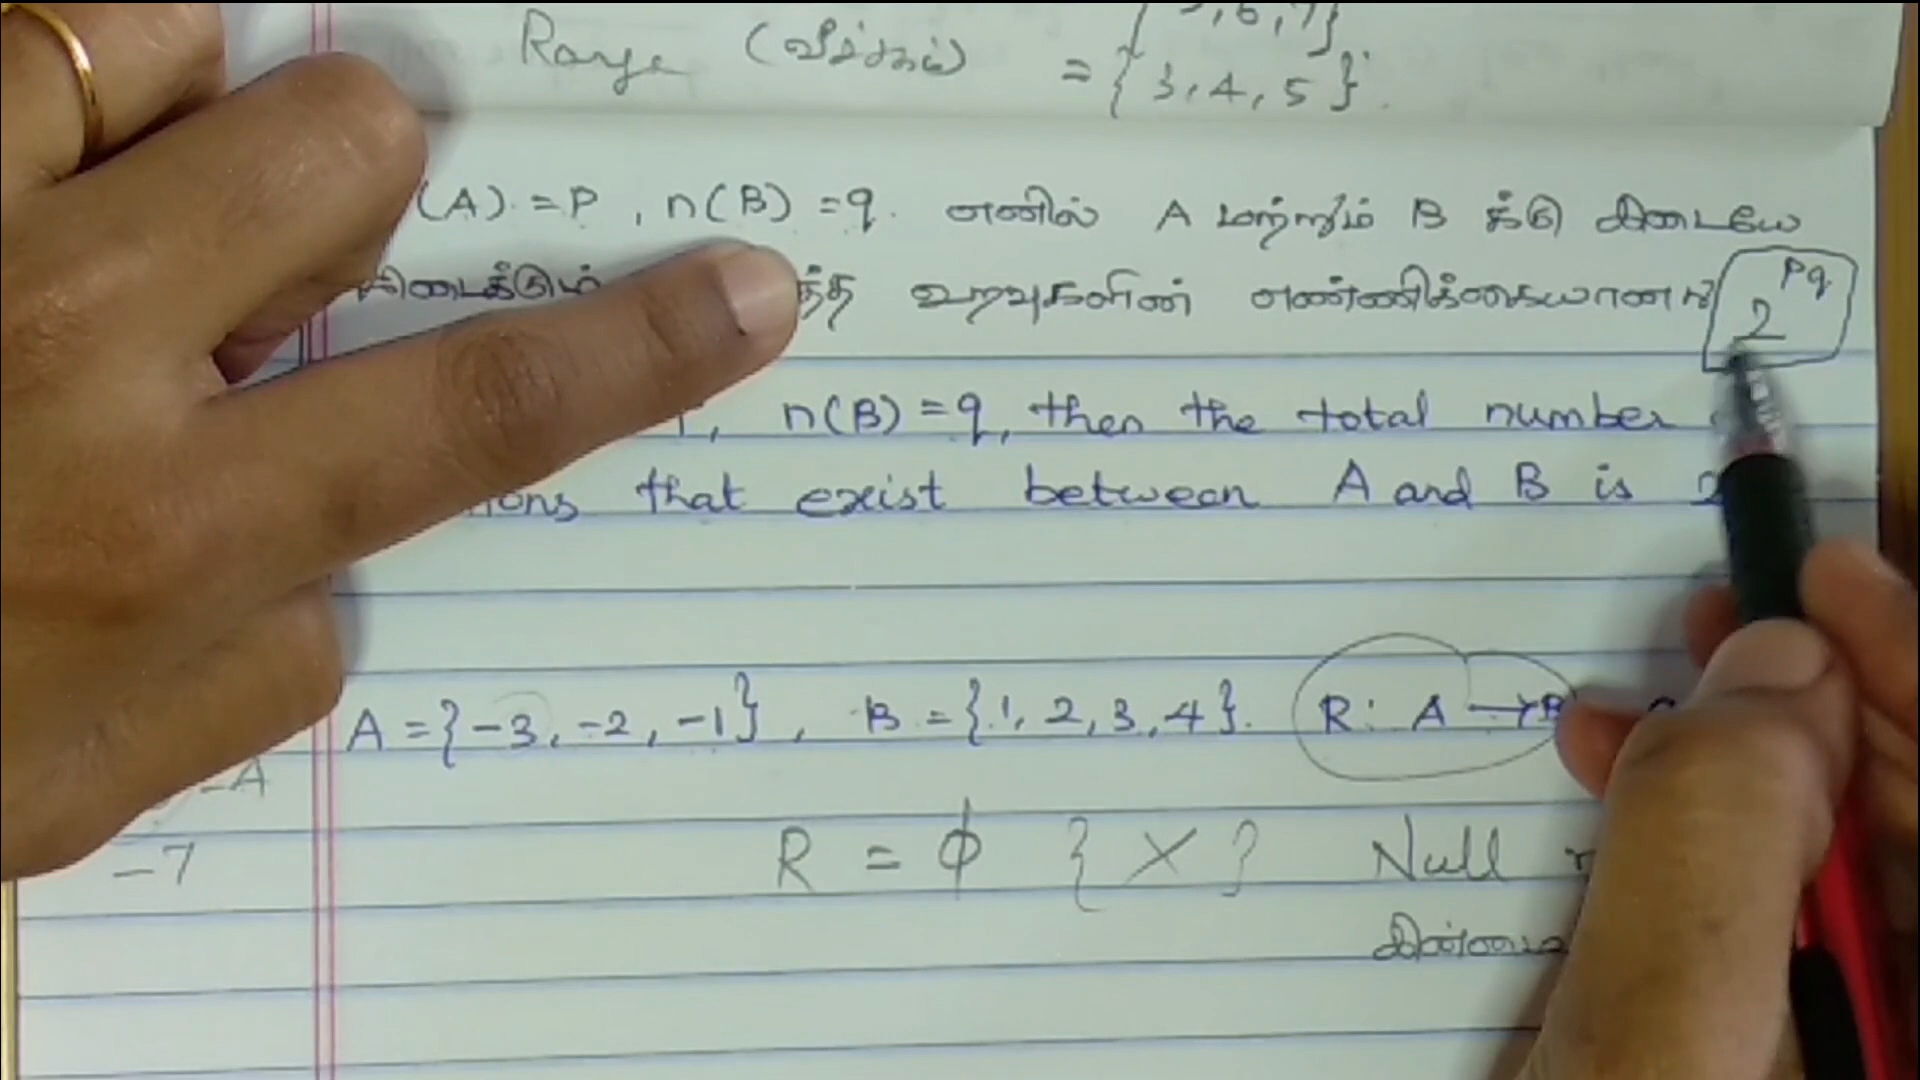 Range (வீச்சகம்) = {3, 4, 5}.
(A) = P, n(B) = q. எனில் A மற்றும் B க்கு இடையே
கிடைக்கும் த்த உறவுகளின் எண்ணிக்கையானது 2^pq
, n(B) = q, then the total number
that exist between A and B is 2
A = {-3, -2, -1}, B = {1, 2, 3, 4}. R: A → B
-A
-7
R = ϕ { X } Null